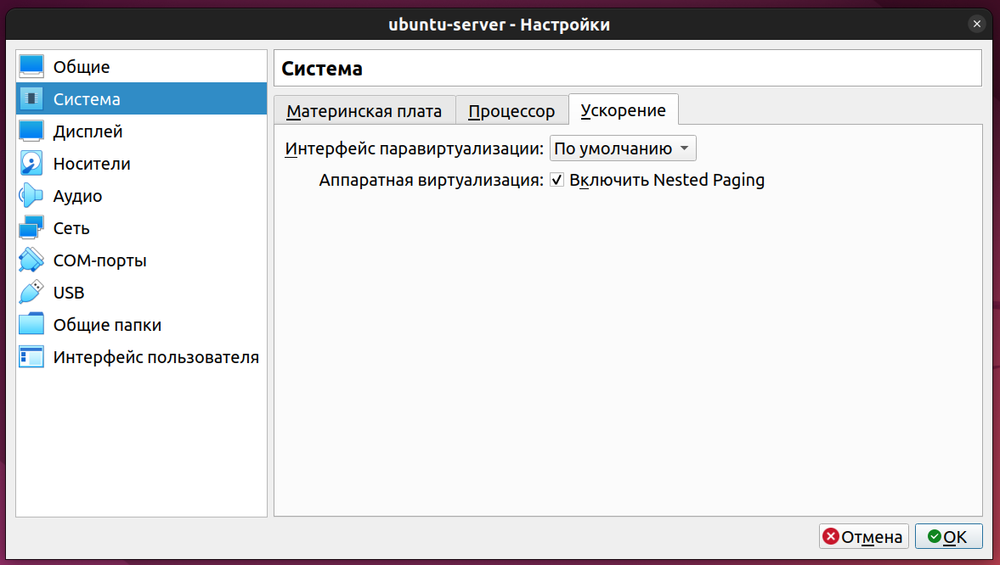 ubuntu-server - Настройки
Общие
Система
Дисплей
Носители
Аудио
Сеть
COM-порты
USB
Общие папки
Интерфейс пользователя
Система
Материнская плата Процессор Ускорение
Интерфейс паравиртуализации: По умолчанию
Аппаратная виртуализация: Включить Nested Paging
Отмена OK